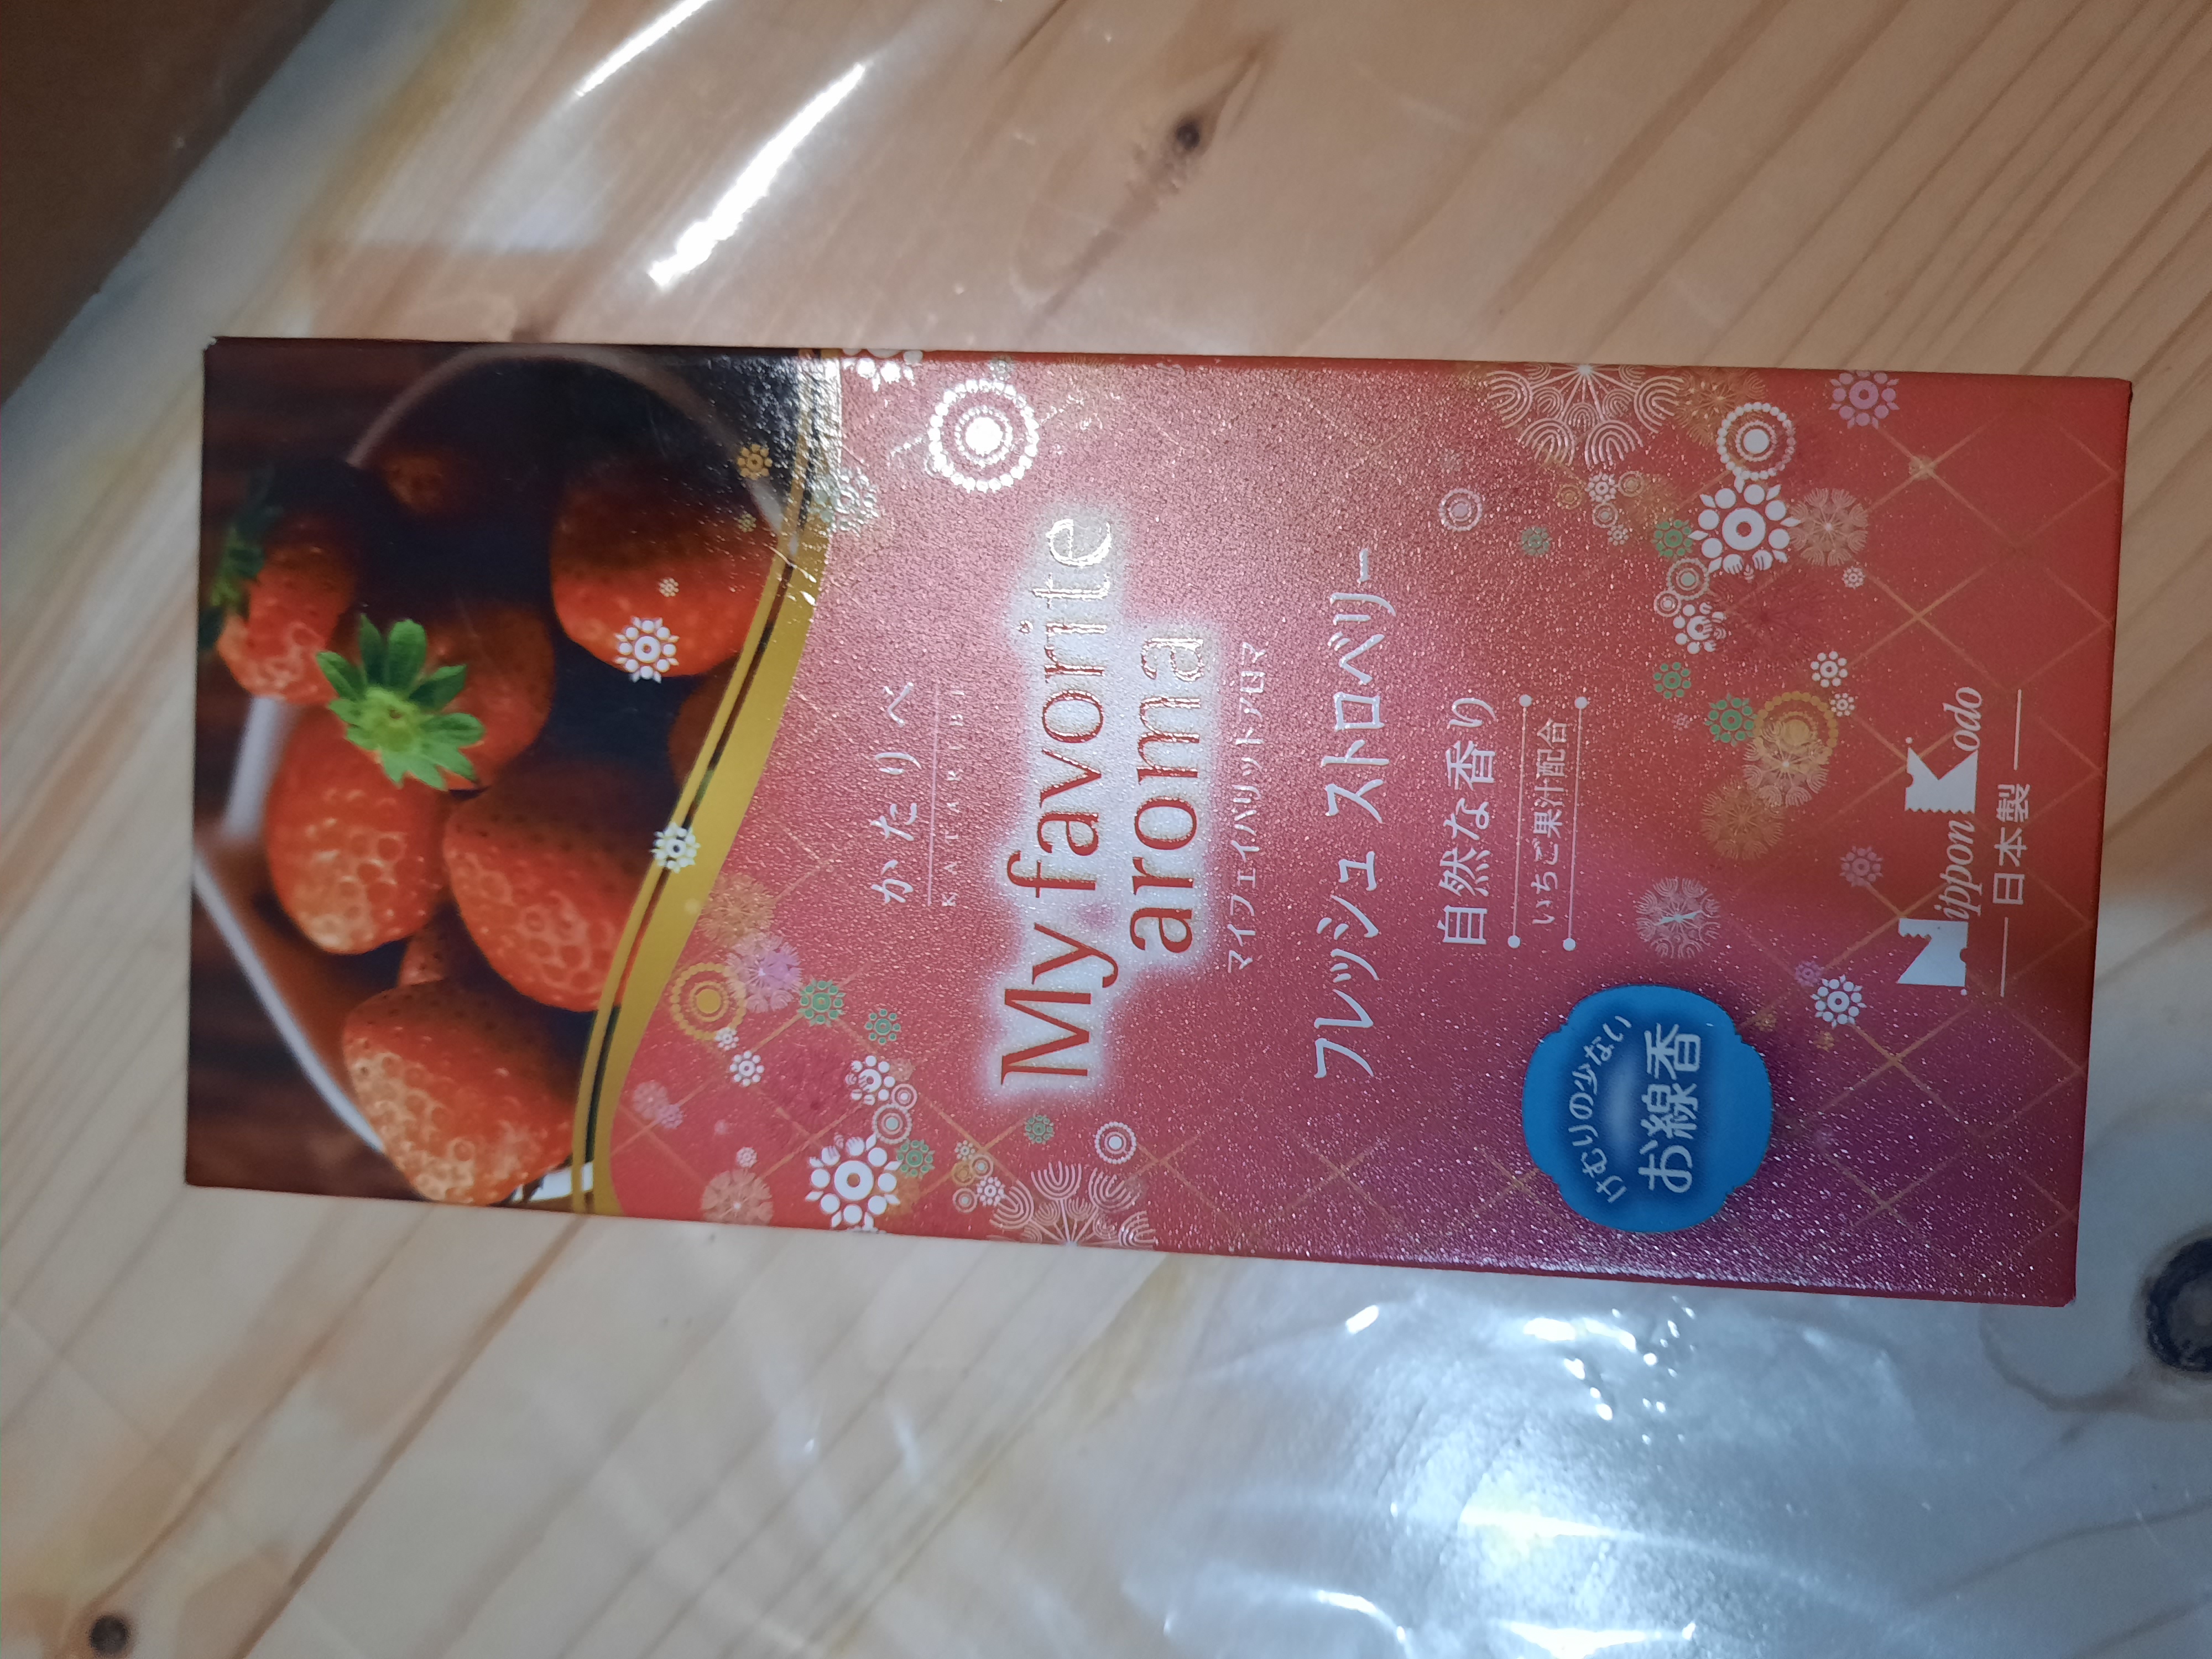 かたりべ
KATARIBE
My favorite
aroma
マイフェイバリットアロマ
フレッシュ ストロベリー
自然な香り
いちご果汁配合
けむりの少ない
お線香
Nippon Kodo
日本製